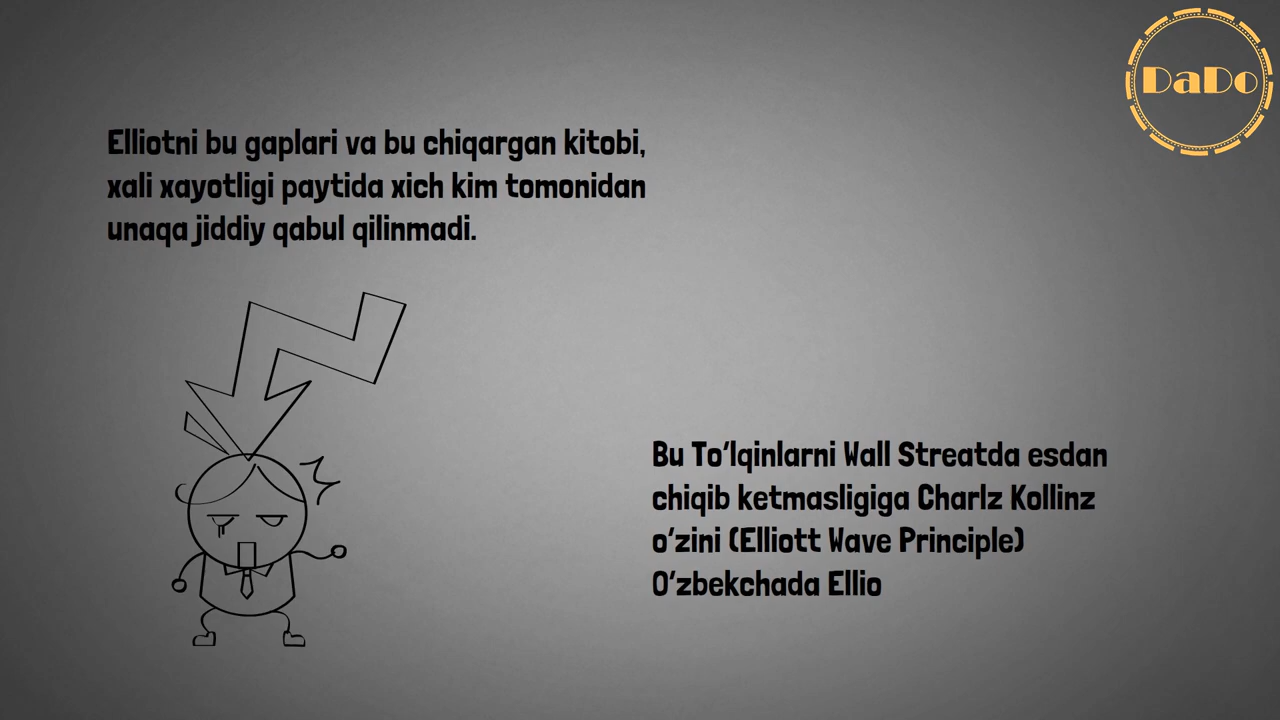 DaDo
Elliotni bu gaplari va bu chiqargan kitobi,
xali xayotligi paytida xich kim tomonidan
unaqa jiddiy qabul qilinmadi.
Bu To'lqinlarni Wall Streatda esdan
chiqib ketmasligiga Charlz Kollinz
o'zini (Elliott Wave Principle)
O'zbekchada Ellio